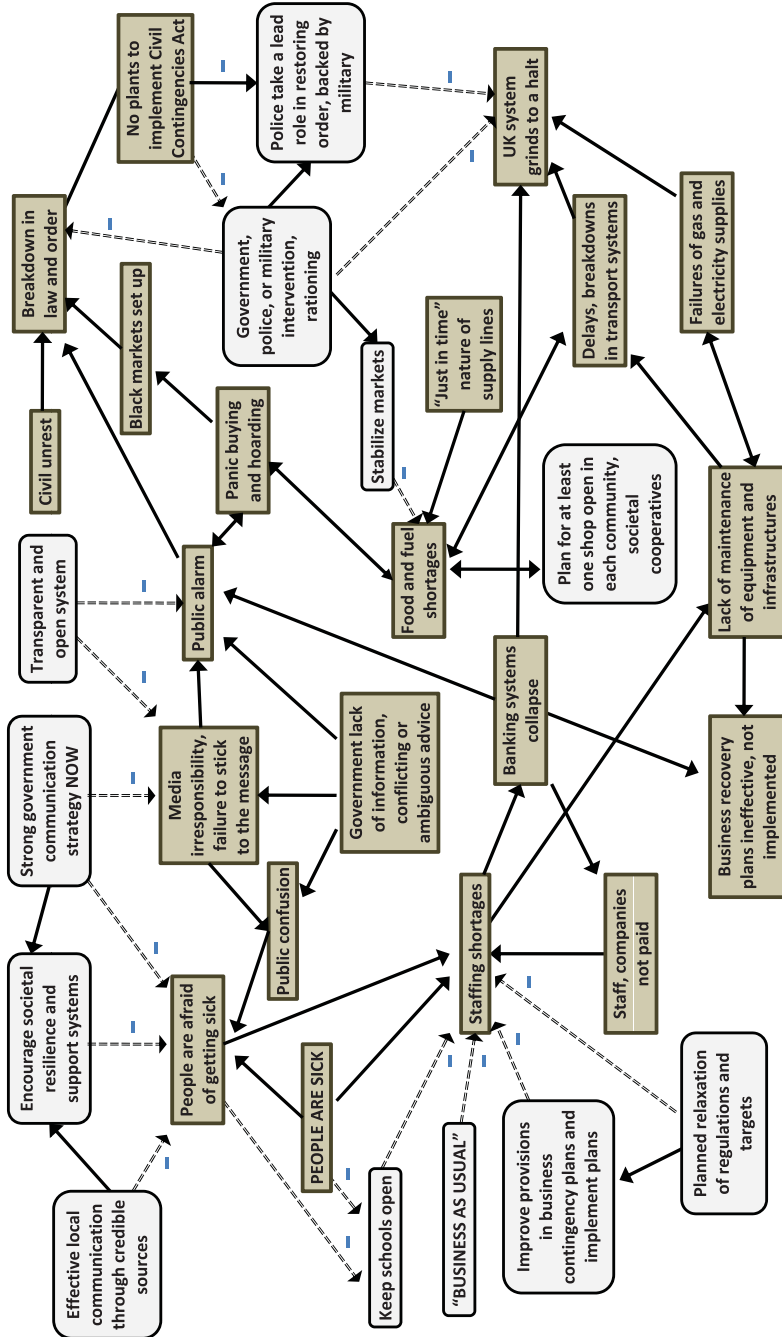 Effective local
communication
through credible
sources
Encourage societal
resilience and
support systems
Strong government
communication
strategy NOW
Transparent and
open system
Civil unrest
Breakdown in
law and order
Black markets set up
No plants to
implement Civil
Contingencies Act
People are afraid
of getting sick
Media
irresponsibility,
failure to stick
to the message
Public alarm
Panic buying
and hoarding
Government,
police, or military
intervention,
rationing
Police take a lead
role in restoring
order, backed by
military
PEOPLE ARE SICK
Public confusion
Government lack
of information,
conflicting or
ambiguous advice
Stabilize markets
Keep schools open
Food and fuel
shortages
“Just in time”
nature of
supply lines
“BUSINESS AS USUAL”
Staffing shortages
Banking systems
collapse
UK system
grinds to a halt
Improve provisions
in business
contingency plans and
implement plans
Plan for at least
one shop open in
each community,
societal
cooperatives
Delays, breakdowns
in transport systems
Staff, companies
not paid
Planned relaxation
of regulations and
targets
Business recovery
plans ineffective, not
implemented
Lack of maintenance
of equipment and
infrastructures
Failures of gas and
electricity supplies